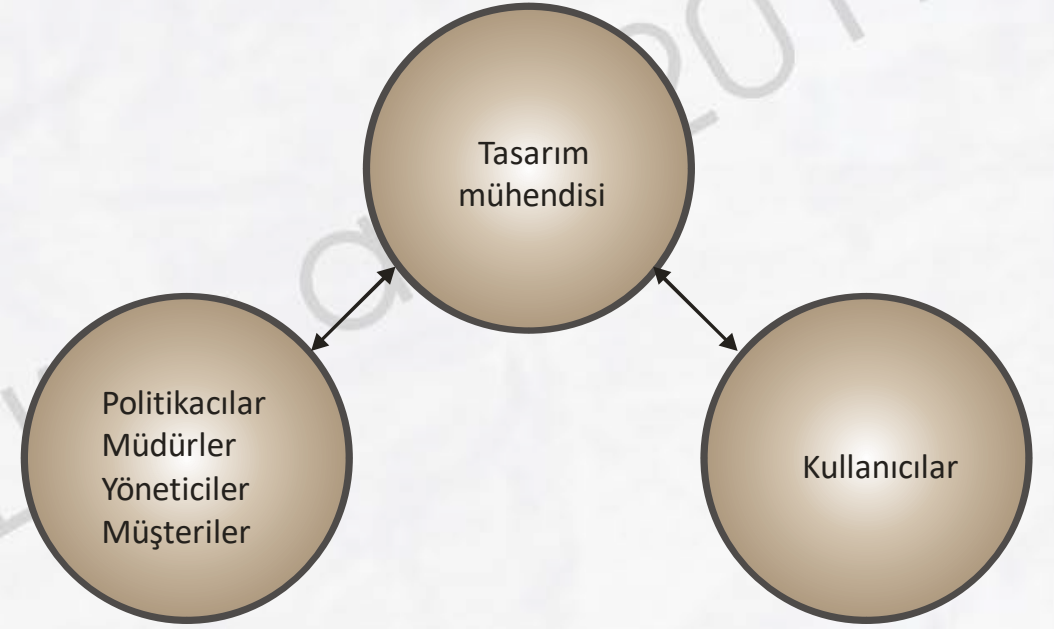 Tasarım
mühendisi
Politikacılar
Müdürler
Yöneticiler
Müşteriler
Kullanıcılar